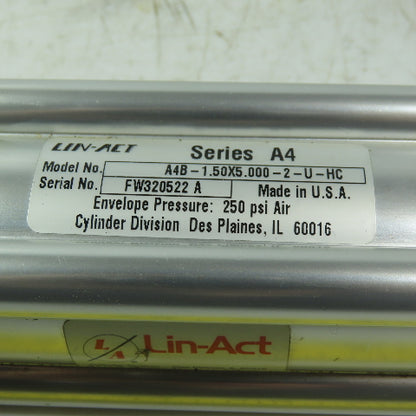 LIN-ACT Series A4
Model No. A4B-1.50X5.000-2-U-HC
Serial No. FW320522 A Made in U.S.A.
Envelope Pressure: 250 psi Air
Cylinder Division Des Plaines, IL 60016
L/A Lin-Act